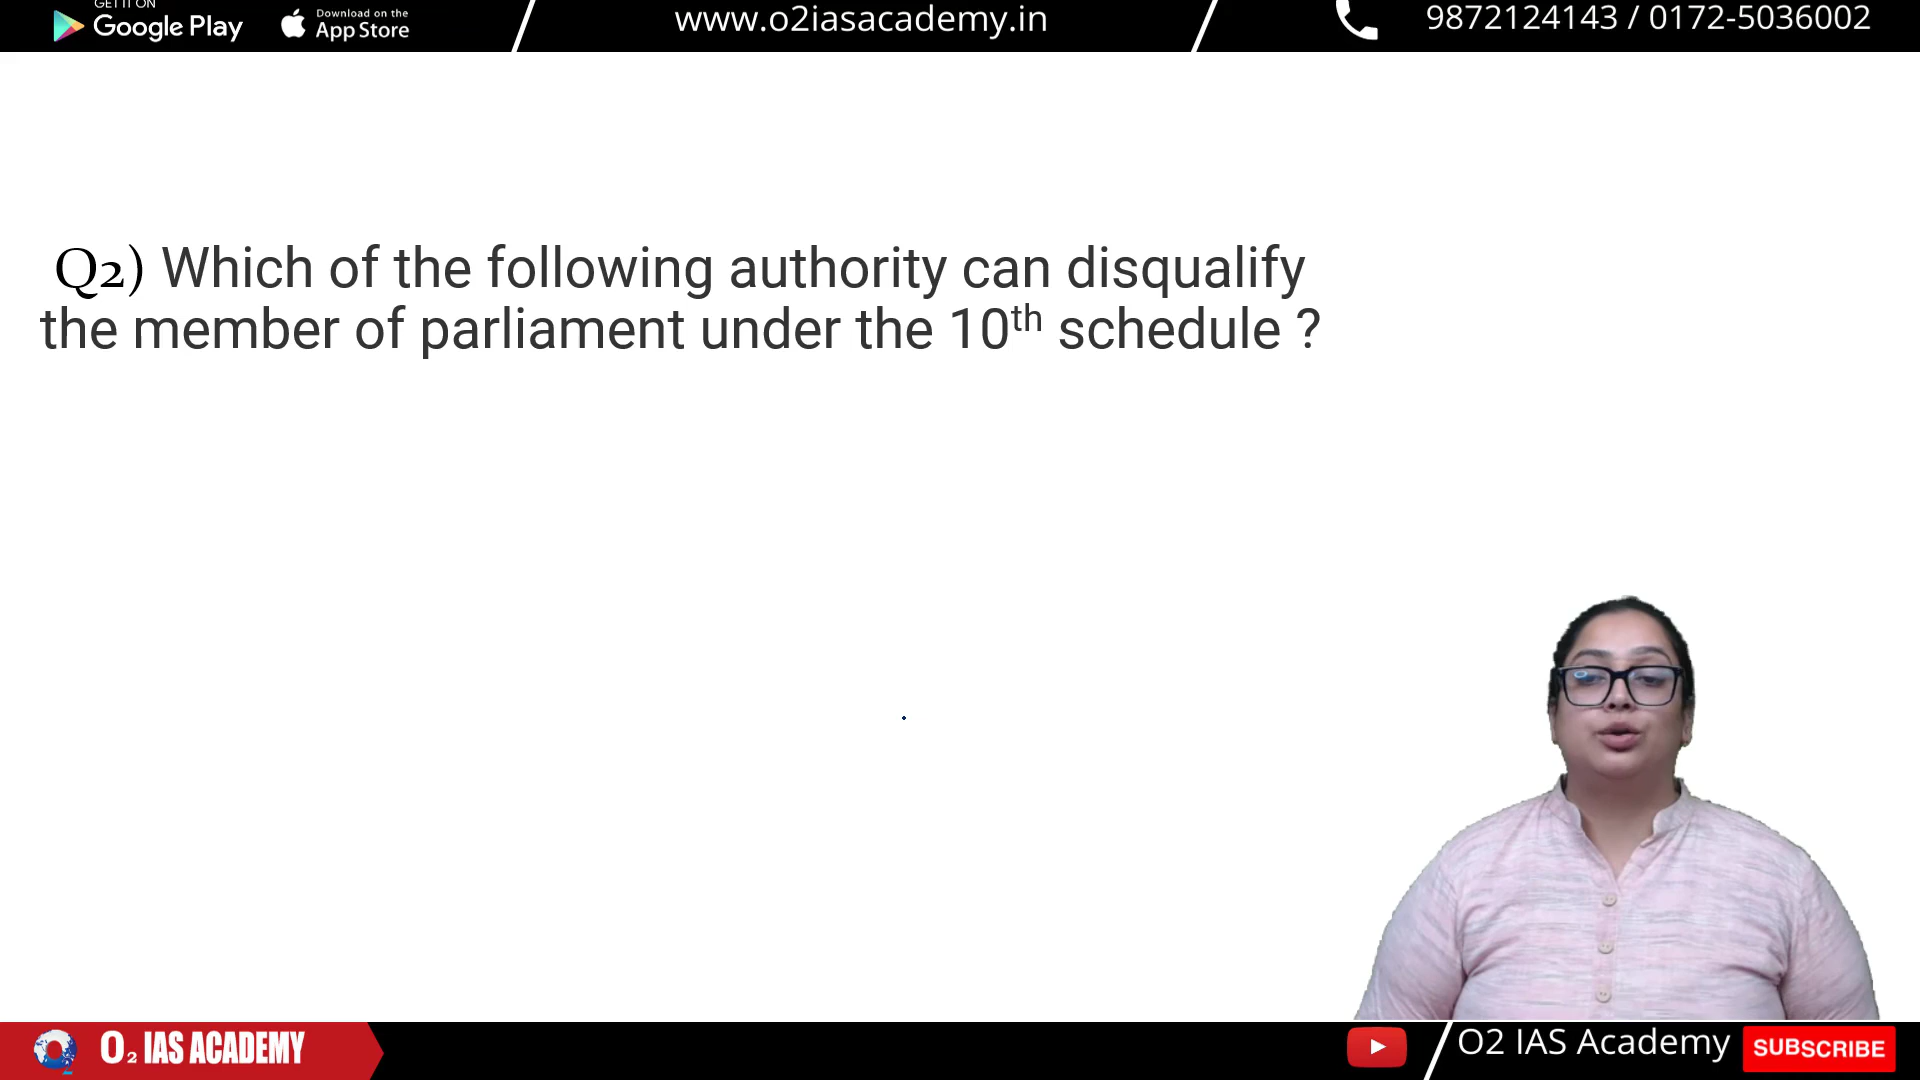 GET IT ON
Google Play
Download on the
App Store
www.o2iasacademy.in
9872124143 / 0172-5036002
Q2) Which of the following authority can disqualify
the member of parliament under the 10th schedule ?
O2 IAS ACADEMY
O2 IAS Academy
SUBSCRIBE